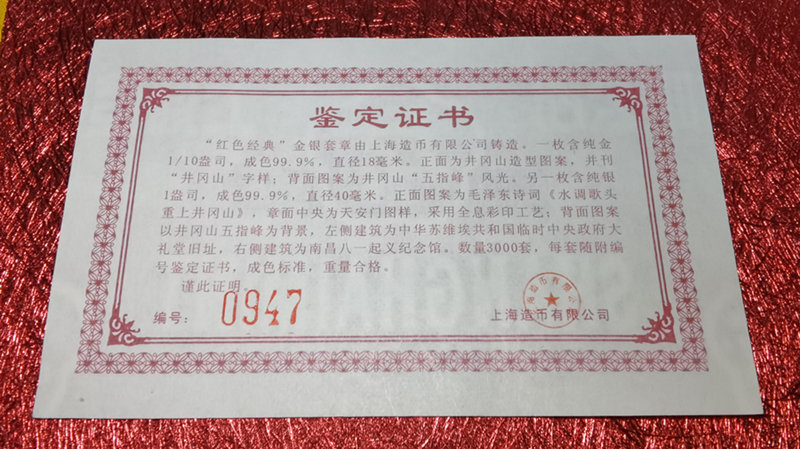 鉴定证书
“红色经典”金银套章由上海造币有限公司铸造。一枚含纯金
1/10盎司，成色99.9%，直径18毫米。正面为井冈山造型图案，并刊
“井冈山”字样；背面图案为井冈山“五指峰”风光。另一枚含纯银
1盎司，成色99.9%，直径40毫米。正面图案为毛泽东诗词《水调歌头
重上井冈山》，章面中央为天安门图样，采用全息彩印工艺；背面图案
以井冈山五指峰为背景，左侧建筑为中华苏维埃共和国临时中央政府大
礼堂旧址，右侧建筑为南昌八一起义纪念馆。数量3000套，每套随附编
号鉴定证书，成色标准，重量合格。
谨此证明。
编号： 0947 上海造币有限公司
海造币有限公